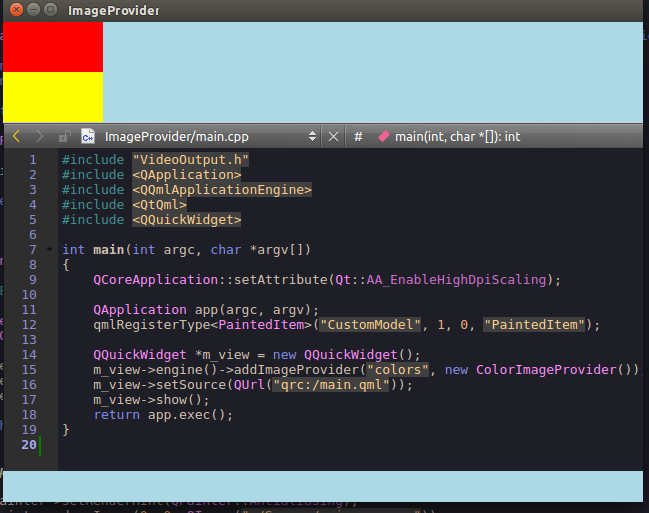 ImageProvider
ImageProvider/main.cpp
#
main(int, char *[]): int
1 #include "VideoOutput.h"
2 #include <QApplication>
3 #include <QQmlApplicationEngine>
4 #include <QtQml>
5 #include <QQuickWidget>
6
7 int main(int argc, char *argv[])
8 {
9 QCoreApplication::setAttribute(Qt::AA_EnableHighDpiScaling);
10
11 QApplication app(argc, argv);
12 qmlRegisterType<PaintedItem>("CustomModel", 1, 0, "PaintedItem");
13
14 QQuickWidget *m_view = new QQuickWidget();
15 m_view->engine()->addImageProvider("colors", new ColorImageProvider())
16 m_view->setSource(QUrl("qrc:/main.qml"));
17 m_view->show();
18 return app.exec();
19 }
20